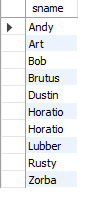 sname
Andy
Art
Bob
Brutus
Dustin
Horatio
Horatio
Lubber
Rusty
Zorba